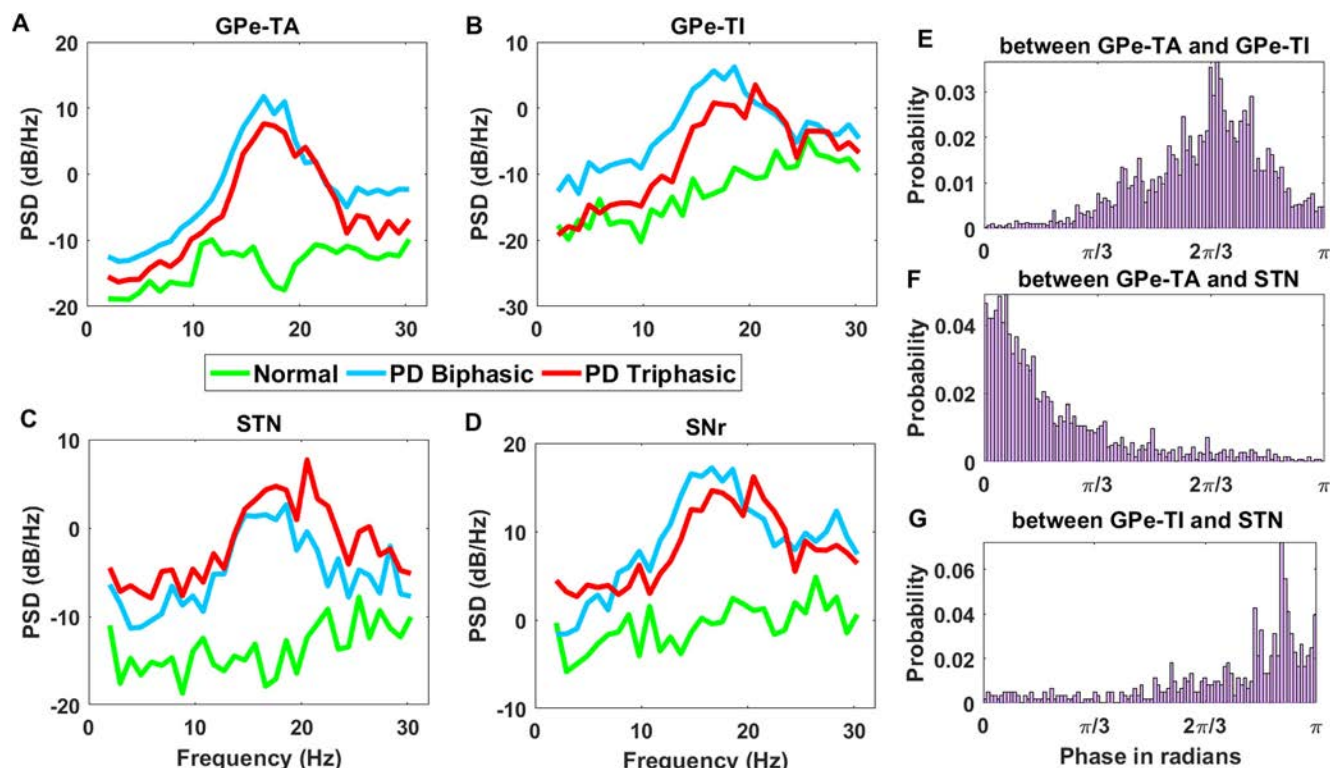 A
GPe-TA
PSD (dB/Hz)
20
10
0
-10
-20
0
10
20
30
B
GPe-TI
PSD (dB/Hz)
10
0
-10
-20
-30
0
10
20
30
Normal
PD Biphasic
PD Triphasic
C
STN
PSD (dB/Hz)
10
0
-10
-20
0
10
20
30
Frequency (Hz)
D
SNr
PSD (dB/Hz)
20
10
0
-10
0
10
20
30
Frequency (Hz)
E
between GPe-TA and GPe-TI
Probability
0.03
0.02
0.01
0
0
π/3
2π/3
π
F
between GPe-TA and STN
Probability
0.04
0.02
0
0
π/3
2π/3
π
G
between GPe-TI and STN
Probability
0.06
0.04
0.02
0
0
π/3
2π/3
π
Phase in radians